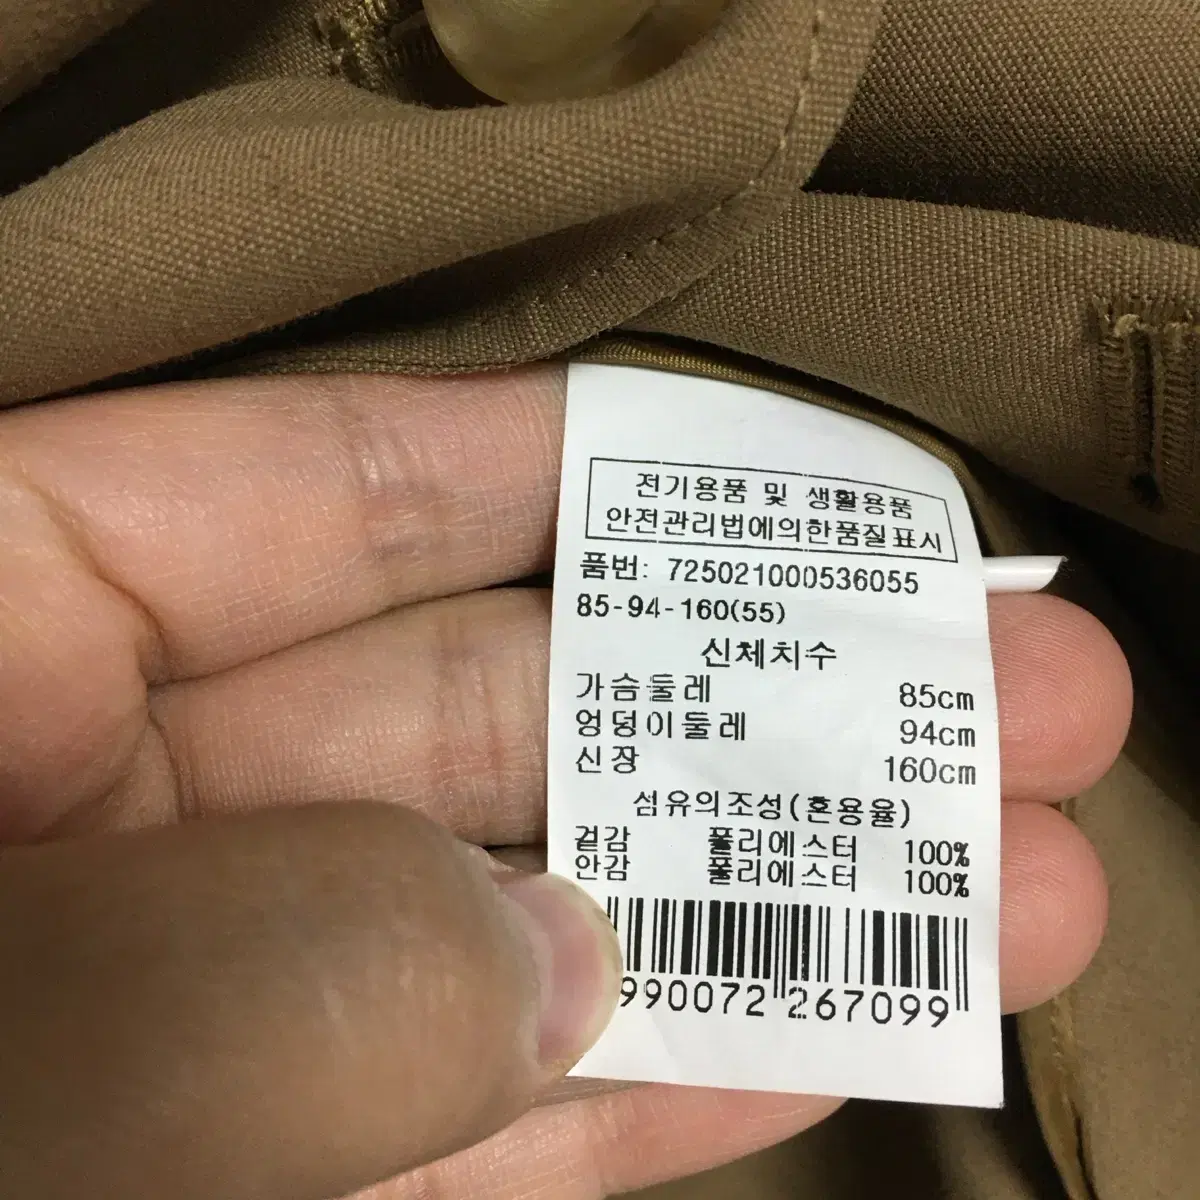 전기용품 및 생활용품
안전관리법에의한품질표시
품번: 725021000536055
85-94-160(55)
신체치수
가슴둘레 85cm
엉덩이둘레 94cm
신장 160cm
섬유의조성(혼용율)
겉감 폴리에스터 100%
안감 폴리에스터 100%
990072 267099